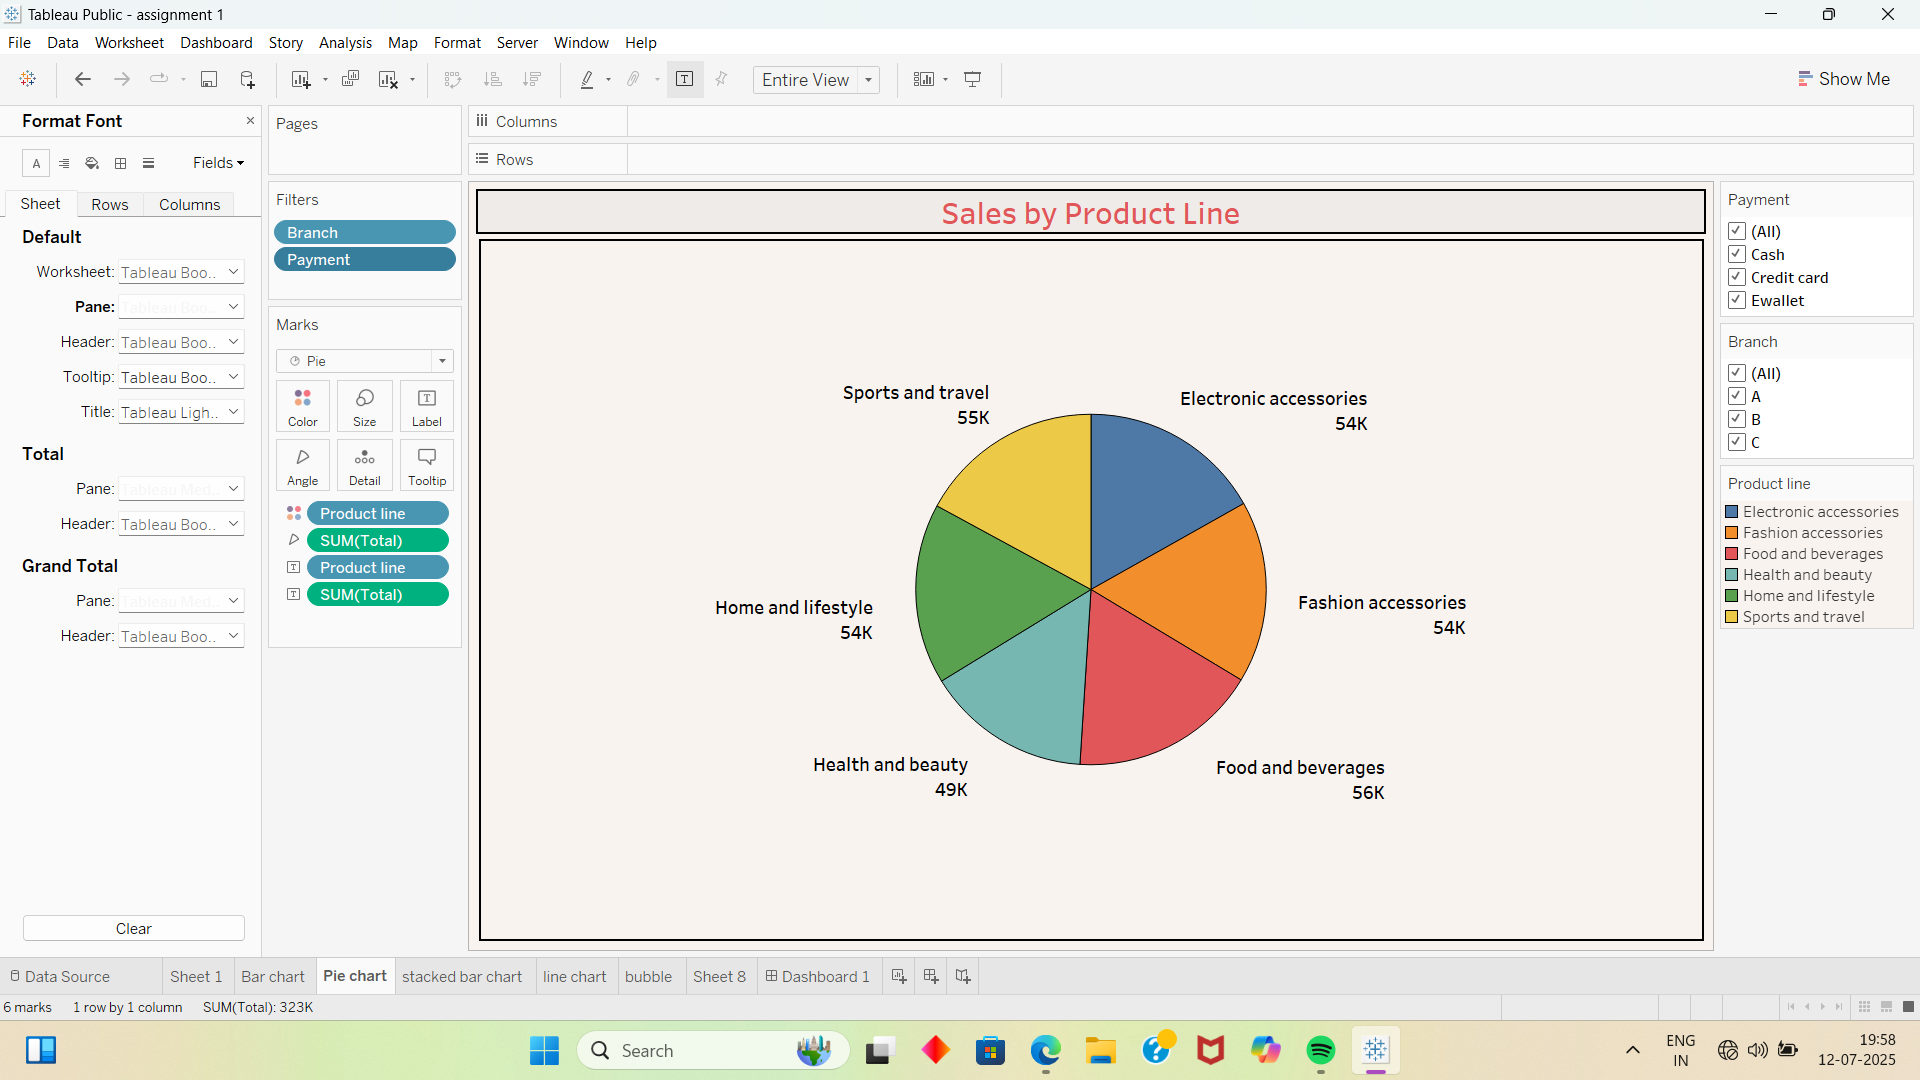 Tableau Public - assignment 1
File Data Worksheet Dashboard Story Analysis Map Format Server Window Help
Entire View
Show Me
Format Font
Fields
Sheet Rows Columns
Default
Worksheet: Tableau Boo..
Pane: Tableau Boo..
Header: Tableau Boo..
Tooltip: Tableau Boo..
Title: Tableau Ligh..
Total
Pane: Tableau Med..
Header: Tableau Boo..
Grand Total
Pane: Tableau Med..
Header: Tableau Boo..
Clear
Pages
Filters
Branch
Payment
Marks
Pie
Color Size Label
Angle Detail Tooltip
Product line
SUM(Total)
Product line
SUM(Total)
Columns
Rows
Sales by Product Line
Sports and travel
55K
Electronic accessories
54K
Home and lifestyle
54K
Fashion accessories
54K
Health and beauty
49K
Food and beverages
56K
Payment
(All)
Cash
Credit card
Ewallet
Branch
(All)
A
B
C
Product line
Electronic accessories
Fashion accessories
Food and beverages
Health and beauty
Home and lifestyle
Sports and travel
Data Source Sheet 1 Bar chart Pie chart stacked bar chart line chart bubble Sheet 8 Dashboard 1
6 marks 1 row by 1 column SUM(Total): 323K
Search
ENG
IN
19:58
12-07-2025